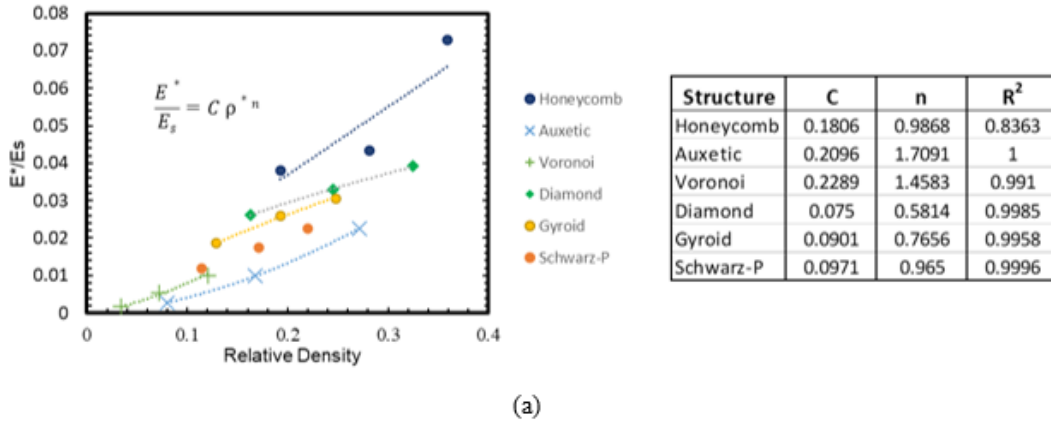 0.08
0.07
0.06
0.05
0.04
0.03
0.02
0.01
0
E*/Es
E* / Es = C ρ* n
0 0.1 0.2 0.3 0.4
Relative Density
Honeycomb
Auxetic
Voronoi
Diamond
Gyroid
Schwarz-P
Structure C n R²
Honeycomb 0.1806 0.9868 0.8363
Auxetic 0.2096 1.7091 1
Voronoi 0.2289 1.4583 0.991
Diamond 0.075 0.5814 0.9985
Gyroid 0.0901 0.7656 0.9958
Schwarz-P 0.0971 0.965 0.9996
(a)